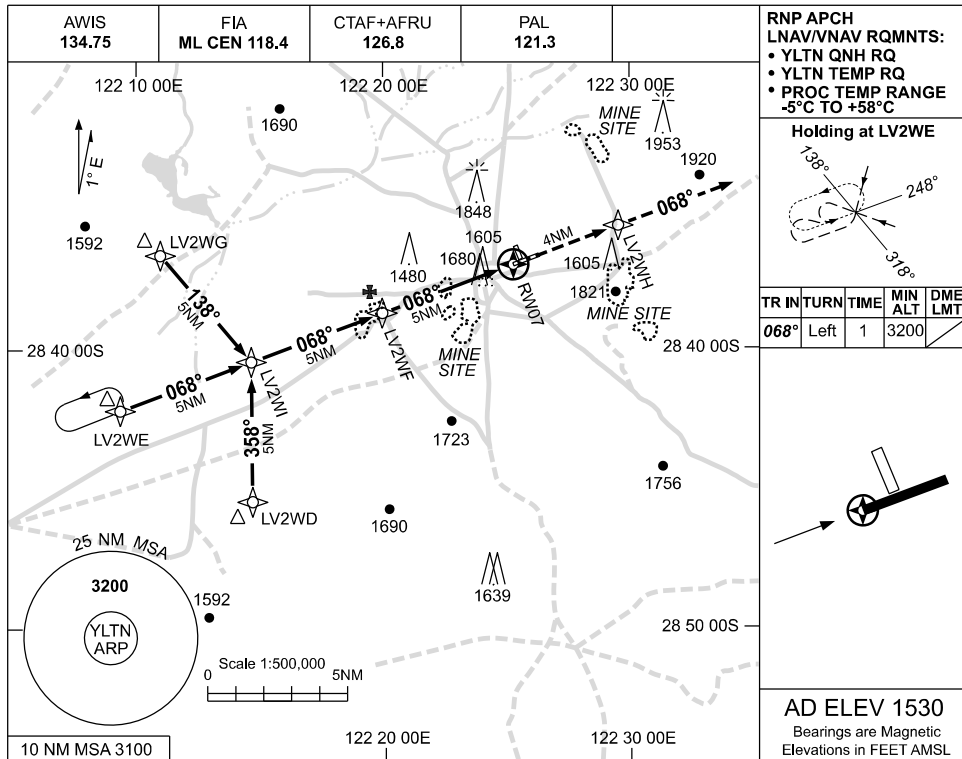 AWIS
134.75
FIA
ML CEN 118.4
CTAF+AFRU
126.8
PAL
121.3
RNP APCH
LNAV/VNAV RQMNTS:
• YLTN QNH RQ
• YLTN TEMP RQ
• PROC TEMP RANGE
-5°C TO +58°C
Holding at LV2WE
138°
248°
318°
TR IN TURN TIME MIN ALT DME LMT
068° Left 1 3200
122 10 00E
122 20 00E
122 30 00E
1° E
1690
MINE
SITE
1953
1920
1848
1592
LV2WG
1605
1480
1680
4NM
068°
LV2WH
1605
1821
MINE SITE
RW07
138°
5NM
068°
5NM
068°
5NM
LV2WF
MINE
SITE
28 40 00S
28 40 00S
LV2WI
068°
5NM
LV2WE
358°
5NM
LV2WD
1723
1756
1690
25 NM MSA
3200
YLTN
ARP
1592
1639
28 50 00S
Scale 1:500,000
0
5NM
10 NM MSA 3100
122 20 00E
122 30 00E
AD ELEV 1530
Bearings are Magnetic
Elevations in FEET AMSL